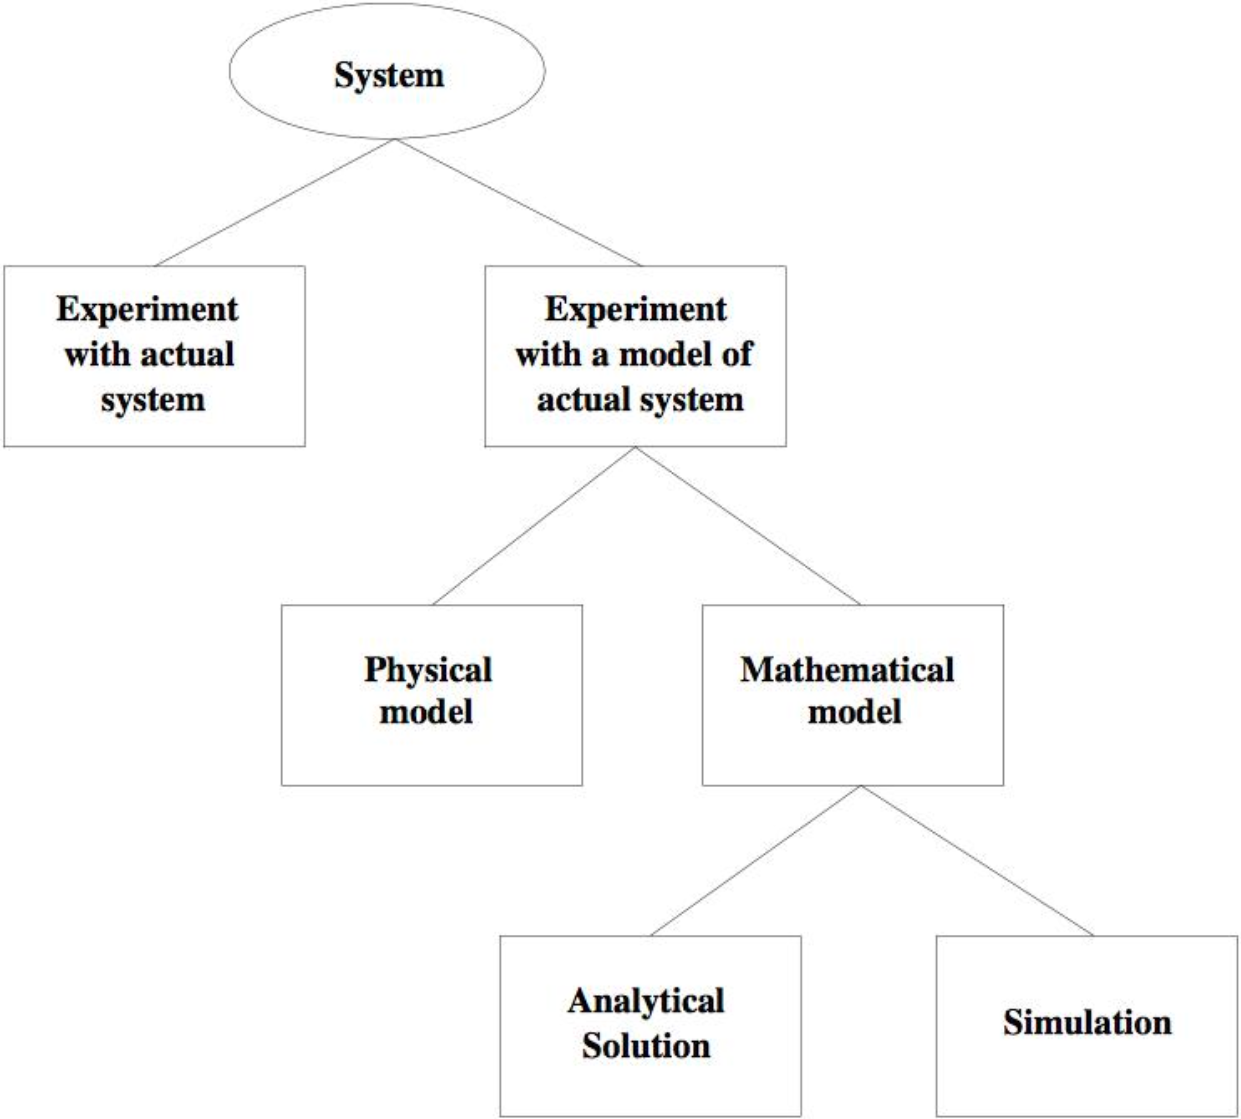 System
Experiment
with actual
system
Experiment
with a model of
actual system
Physical
model
Mathematical
model
Analytical
Solution
Simulation